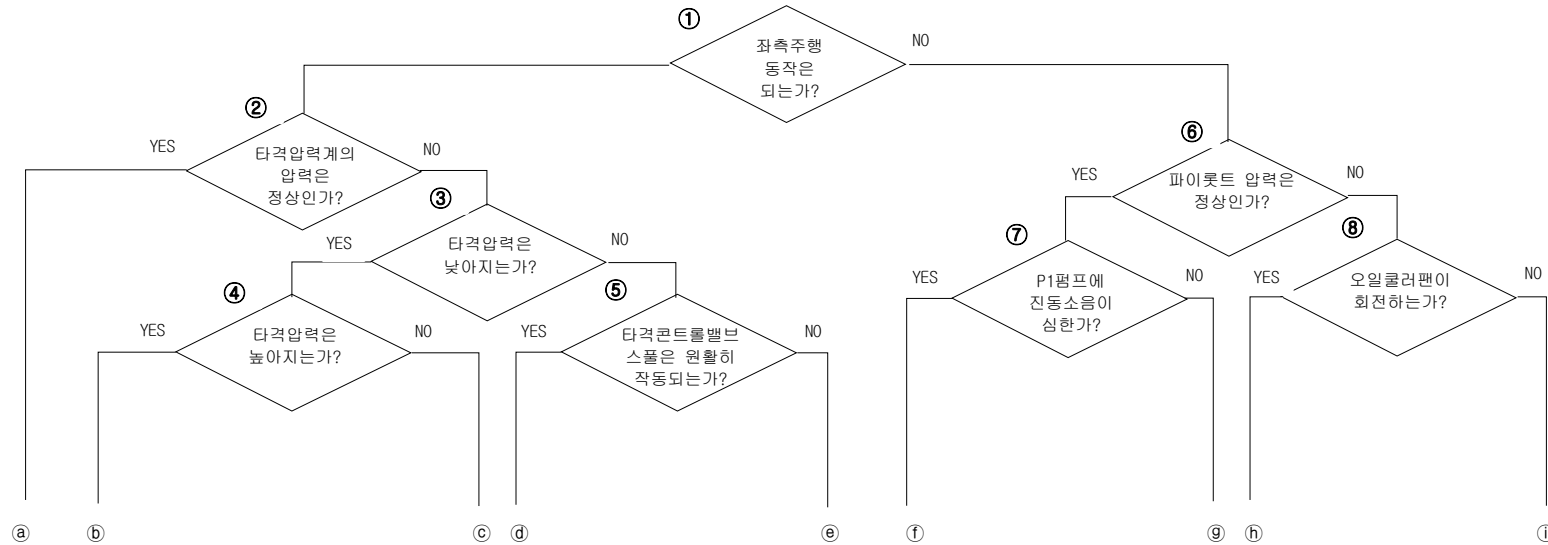 ①
좌측주행
동작은
되는가?
NO
②
YES
타격압력계의
압력은
정상인가?
NO
⑥
YES
파이롯트 압력은
정상인가?
NO
③
YES
타격압력은
낮아지는가?
NO
⑦
YES
P1펌프에
진동소음이
심한가?
NO
⑧
YES
오일쿨러팬이
회전하는가?
NO
④
YES
타격압력은
높아지는가?
NO
⑤
YES
타격콘트롤밸브
스풀은 원활히
작동되는가?
NO
ⓐ ⓑ ⓒ ⓓ ⓔ ⓕ ⓖ ⓗ ⓘ